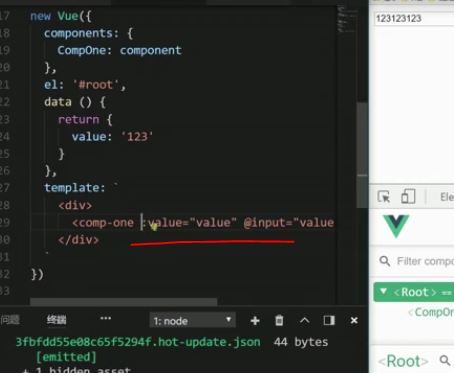 17 new Vue({
18 components: {
19 CompOne: component
20 },
21 el: '#root',
22 data () {
23 return {
24 value: '123'
25 }
26 },
27 template: `
28 <div>
29 <comp-one :value="value" @input="value
30 </div>
31 `
32 })
33
问题
终端
...
1: node
3fbfdd55e08c65f5294f.hot-update.json 44 bytes
[emitted]
+ 1 hidden asset
123123123
Ele
Filter compo
<Root> ==
<CompOn
<Root>